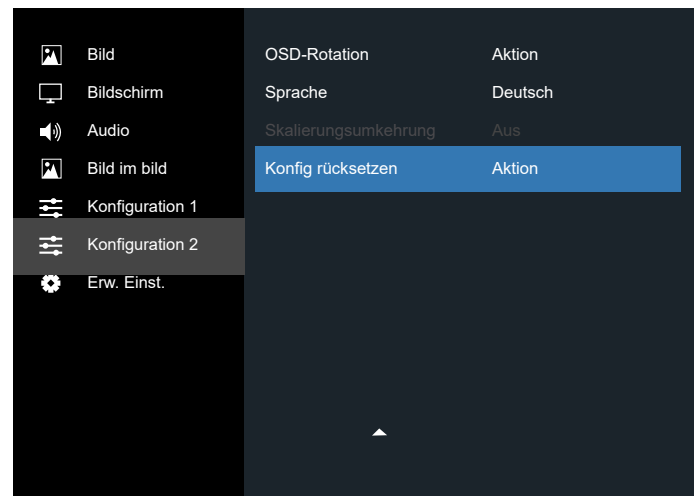 Bild
Bildschirm
Audio
Bild im bild
Konfiguration 1
Konfiguration 2
Erw. Einst.
OSD-Rotation Aktion
Sprache Deutsch
Skalierungsumkehrung Aus
Konfig rücksetzen Aktion